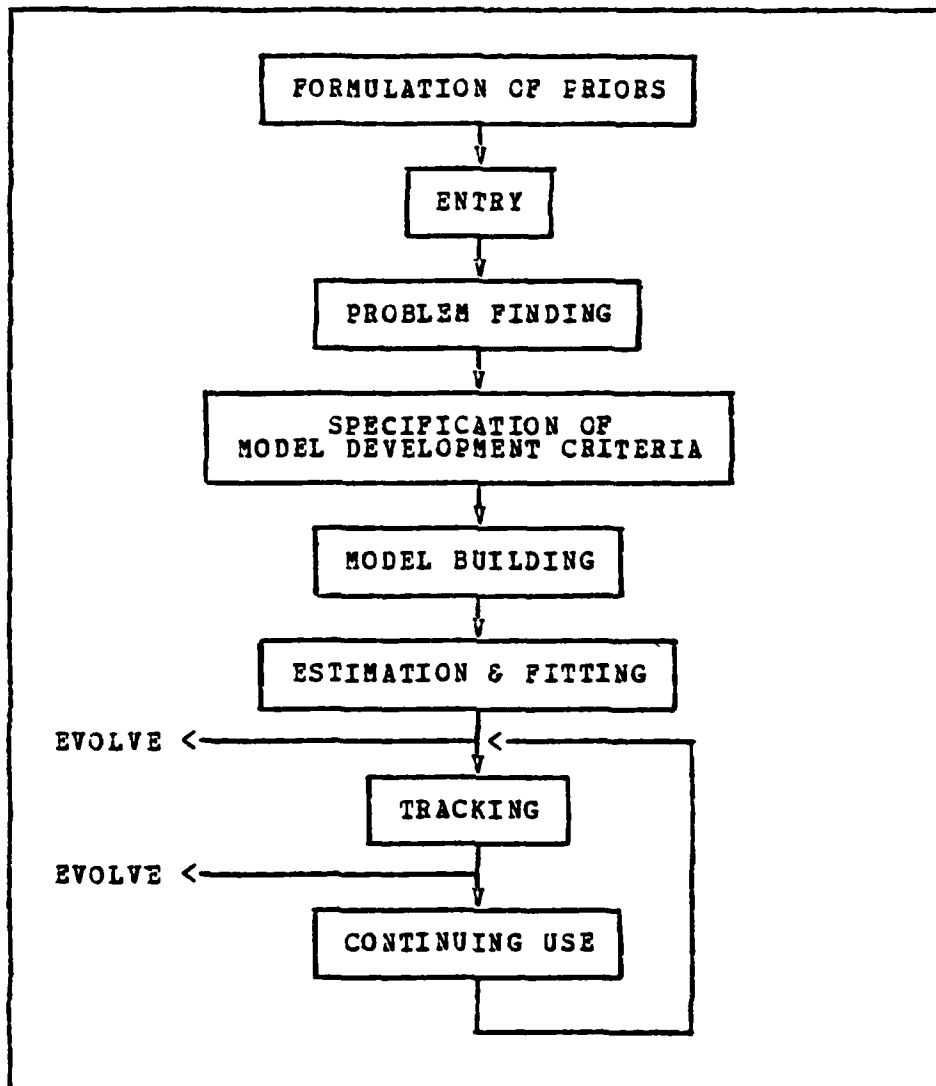 FORMULATION OF PRIORS
ENTRY
PROBLEM FINDING
SPECIFICATION OF
MODEL DEVELOPMENT CRITERIA
MODEL BUILDING
ESTIMATION & FITTING
EVOLVE
TRACKING
EVOLVE
CONTINUING USE